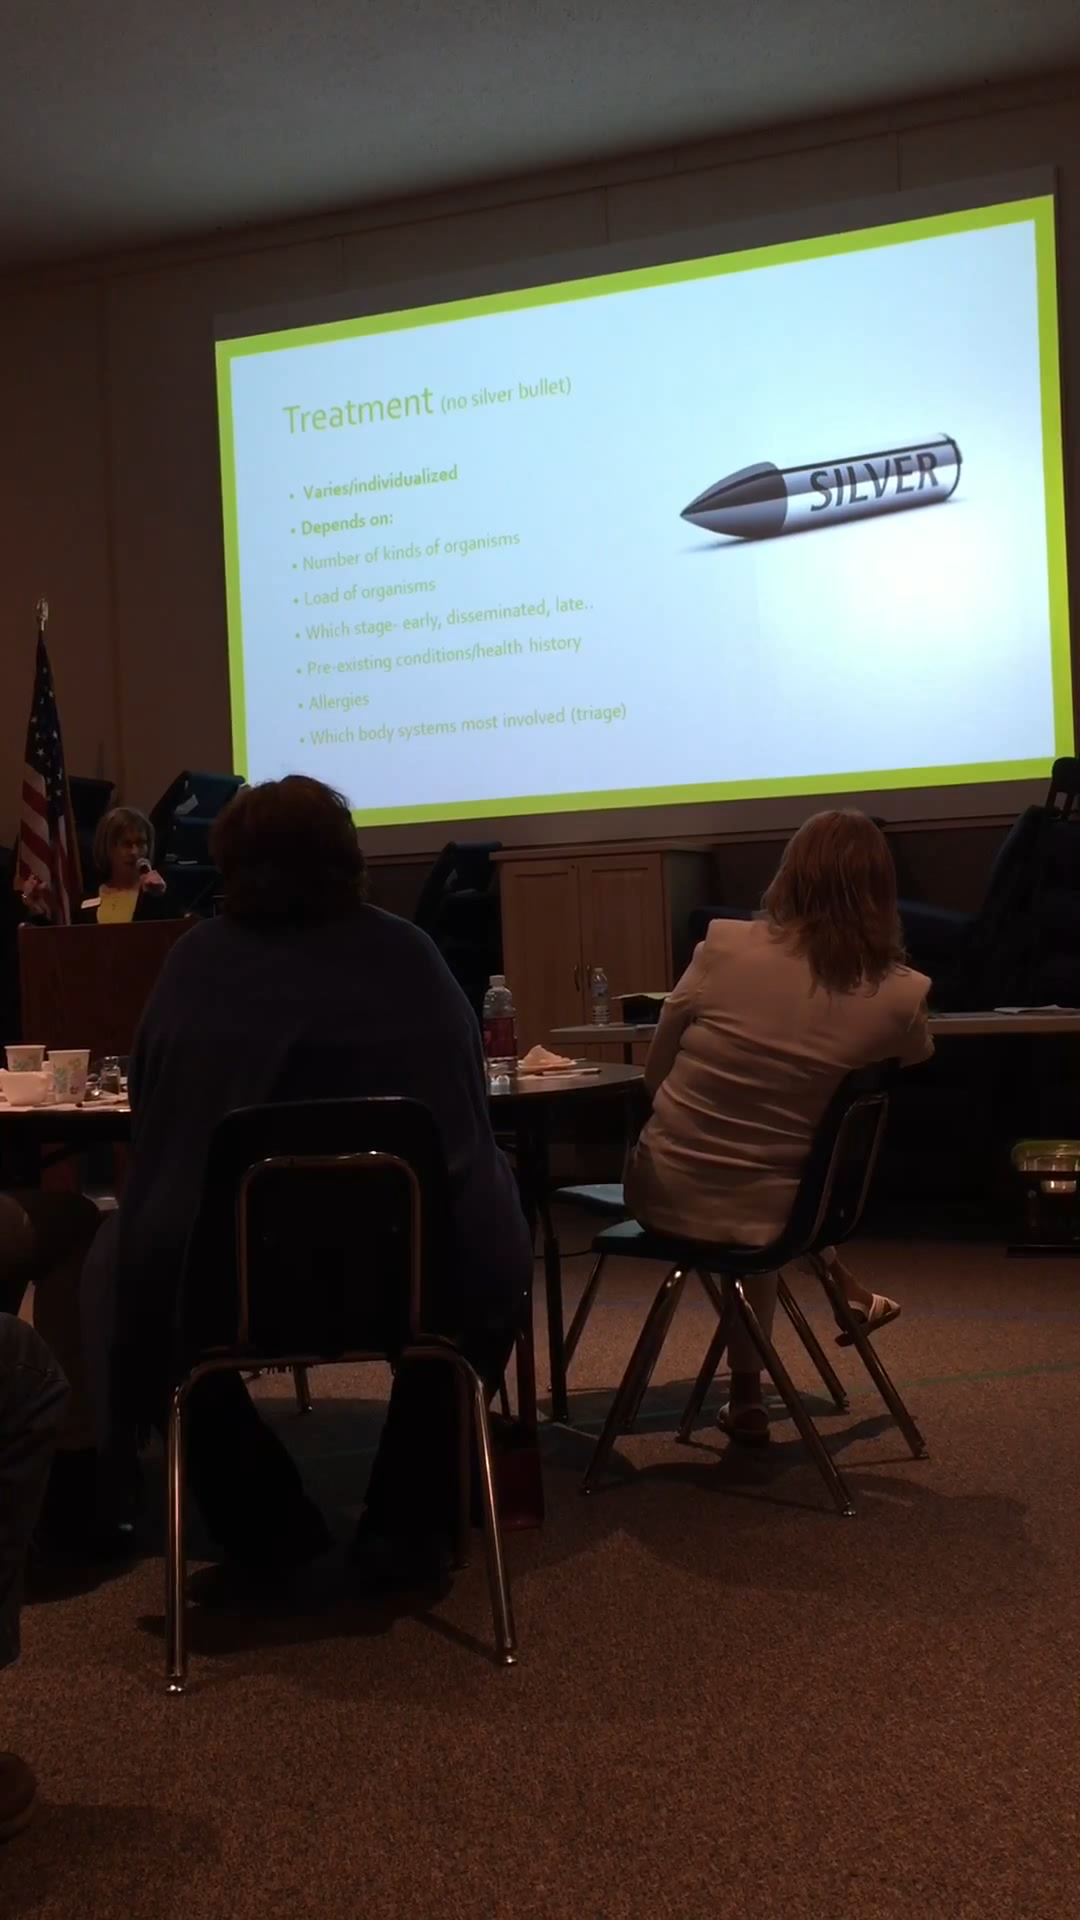 Treatment (no silver bullet)
• Varies/individualized
• Depends on:
• Number of kinds of organisms
• Load of organisms
• Which stage- early, disseminated, late..
• Pre-existing conditions/health history
• Allergies
• Which body systems most involved (triage)
SILVER